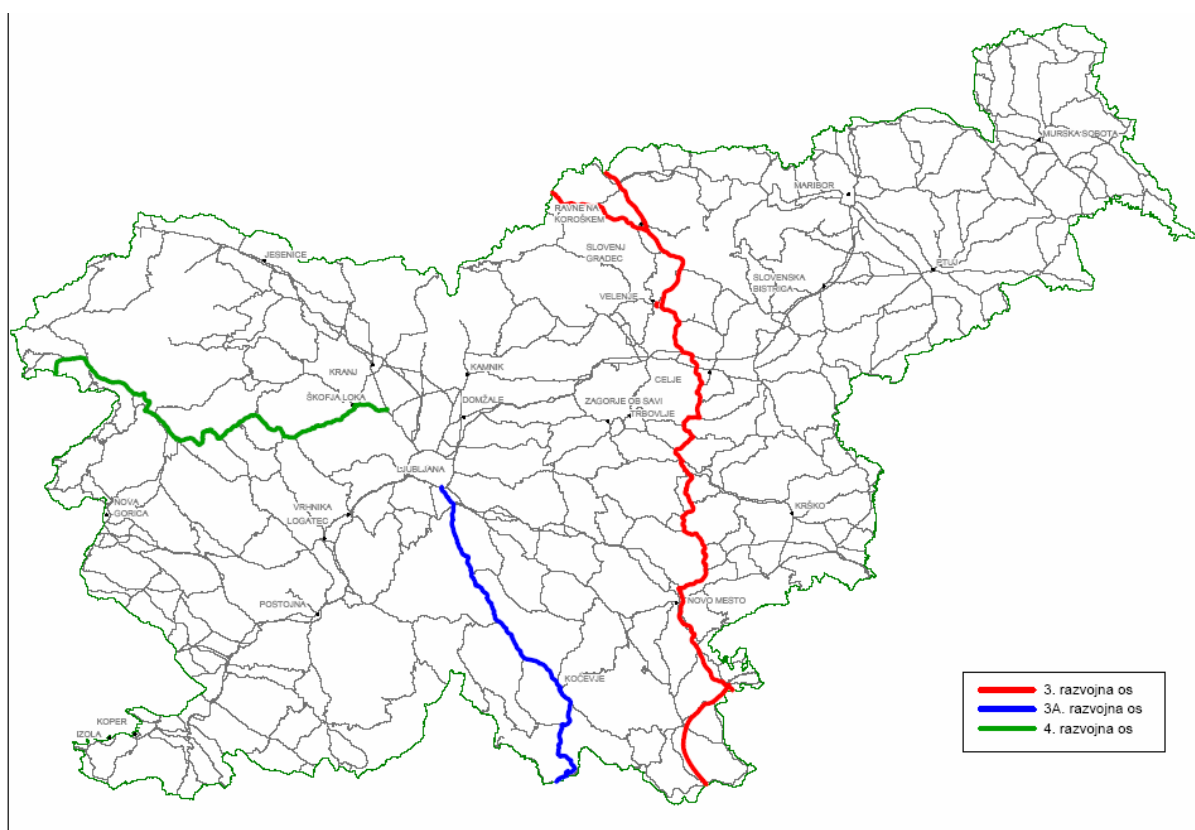 MURSKA SOBOTA
MARIBOR
RAVNE NA
KOROŠKEM
SLOVENJ
GRADEC
JESENICE
PTUJ
SLOVENSKA
BISTRICA
VELENJE
KRANJ
KAMNIK
CELJE
ŠKOFJA LOKA
DOMŽALE
ZAGORJE OB SAVI
TRBOVLJE
LJUBLJANA
NOVA
GORICA
VRHNIKA
LOGATEC
KRŠKO
POSTOJNA
NOVO MESTO
KOČEVJE
KOPER
IZOLA
3. razvojna os
3A. razvojna os
4. razvojna os